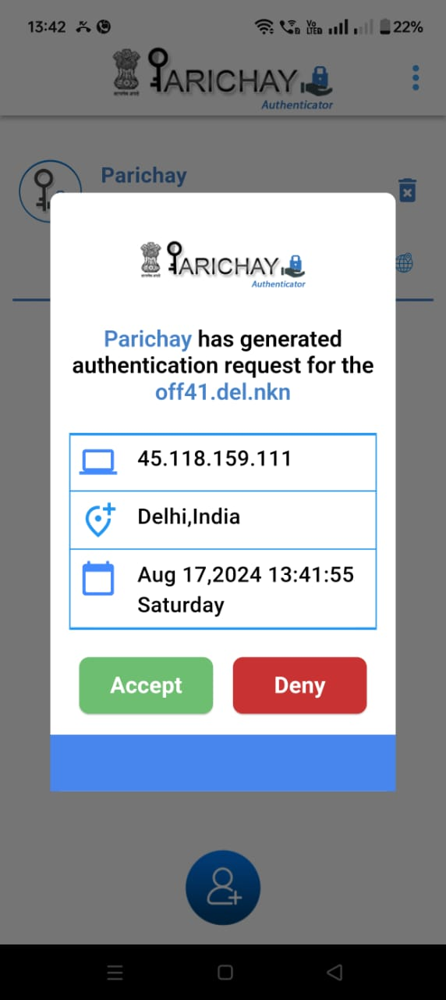 13:42
Vo
LTE
22%
PARICHAY
Authenticator
Parichay
PARICHAY
Authenticator
Parichay has generated
authentication request for the
off41.del.nkn
45.118.159.111
Delhi,India
Aug 17,2024 13:41:55
Saturday
Accept
Deny